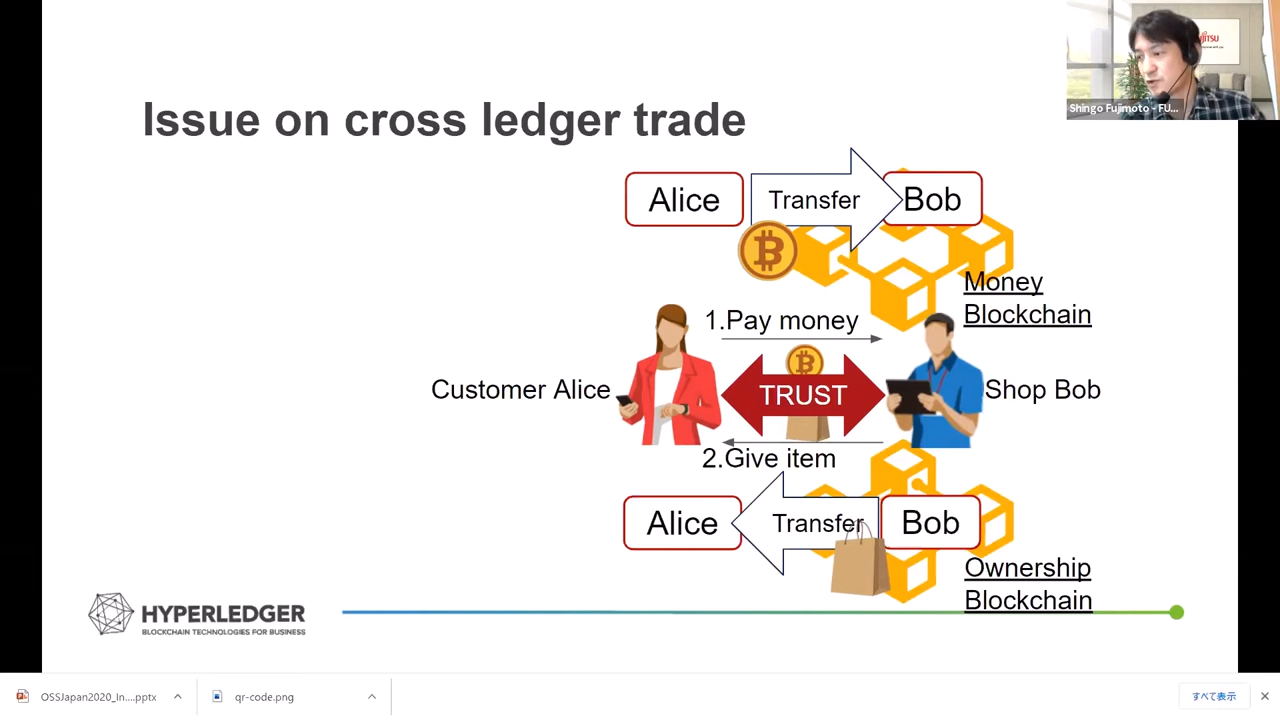 FUJITSU
Shingo Fujimoto - FU...
Issue on cross ledger trade
Alice
Transfer
Bob
Money
Blockchain
1.Pay money
Customer Alice
TRUST
Shop Bob
2.Give item
Alice
Transfer
Bob
Ownership
Blockchain
HYPERLEDGER
BLOCKCHAIN TECHNOLOGIES FOR BUSINESS
OSSJapan2020_In....pptx
qr-code.png
すべて表示